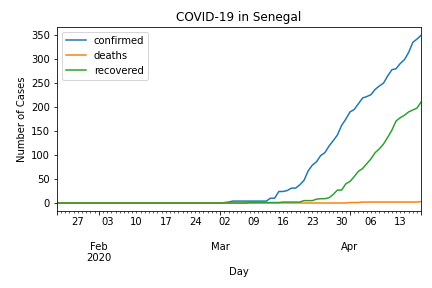 COVID-19 in Senegal
confirmed
deaths
recovered
Number of Cases
350
300
250
200
150
100
50
0
27 03 10 17 24 02 09 16 23 30 06 13
Feb Mar Apr
2020
Day